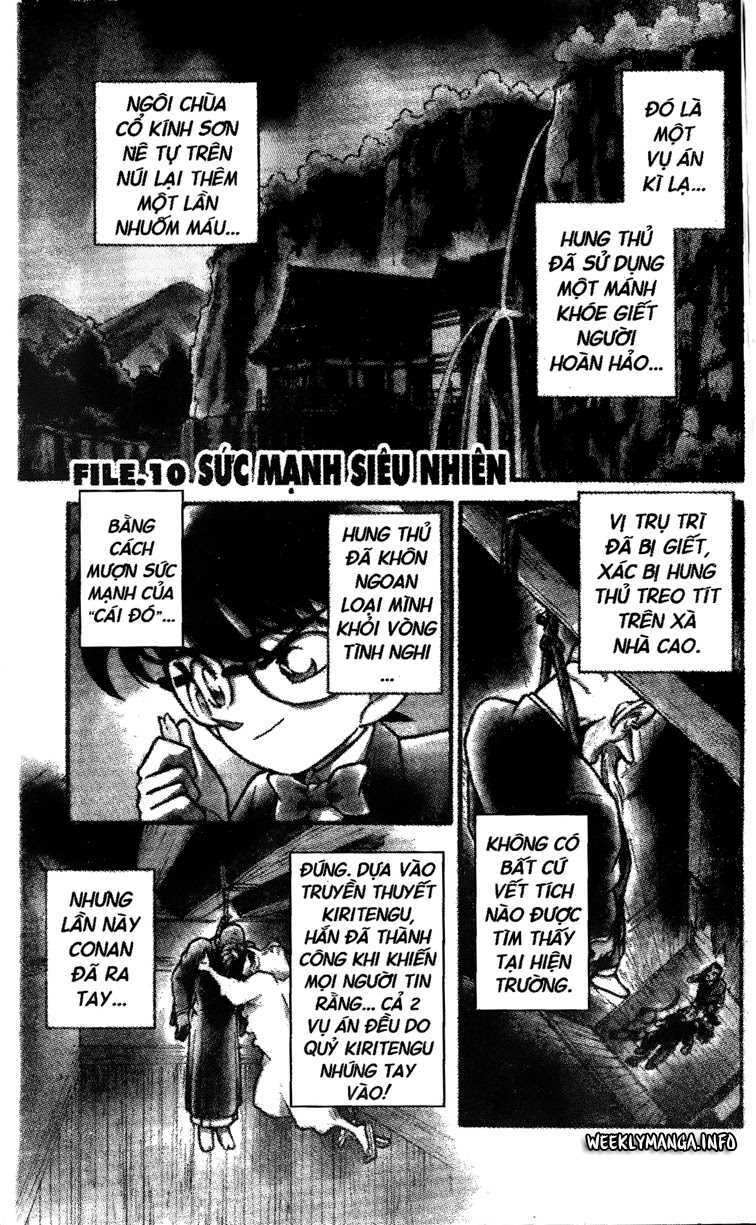 ĐÓ LÀ
MỘT
VỤ ÁN
KÌ LẠ...
HUNG THỦ
ĐÃ SỬ DỤNG
MỘT MÁNH
KHÓE GIẾT
NGƯỜI
HOÀN HẢO...
NGÔI CHÙA
CỔ KÍNH SƠN
NÊ TỰ TRÊN
NÚI LẠI THÊM
MỘT LẦN
NHUỐM MÁU...
FILE.10 SỨC MẠNH SIÊU NHIÊN
VỊ TRỤ TRÌ
ĐÃ BỊ GIẾT,
XÁC BỊ HUNG
THỦ TREO TÍT
TRÊN XÀ
NHÀ CAO.
KHÔNG CÓ
BẤT CỨ
VẾT TÍCH
NÀO ĐƯỢC
TÌM THẤY
TẠI HIỆN
TRƯỜNG.
HUNG THỦ
ĐÃ KHÔN
NGOAN
LOẠI MÌNH
KHỎI VÒNG
TÌNH NGHI
...
BẰNG
CÁCH
MƯỢN SỨC
MẠNH CỦA
"CÁI ĐÓ"...
ĐÚNG. DỰA VÀO
TRUYỀN THUYẾT
KIRITENGU,
HẮN ĐÃ THÀNH
CÔNG KHI KHIẾN
MỌI NGƯỜI TIN
RẰNG... CẢ 2
VỤ ÁN ĐỀU DO
QUỶ KIRITENGU
NHÚNG TAY
VÀO!
NHƯNG
LẦN NÀY
CONAN
ĐÃ RA
TAY...
WEEKLYMANGA.INFO